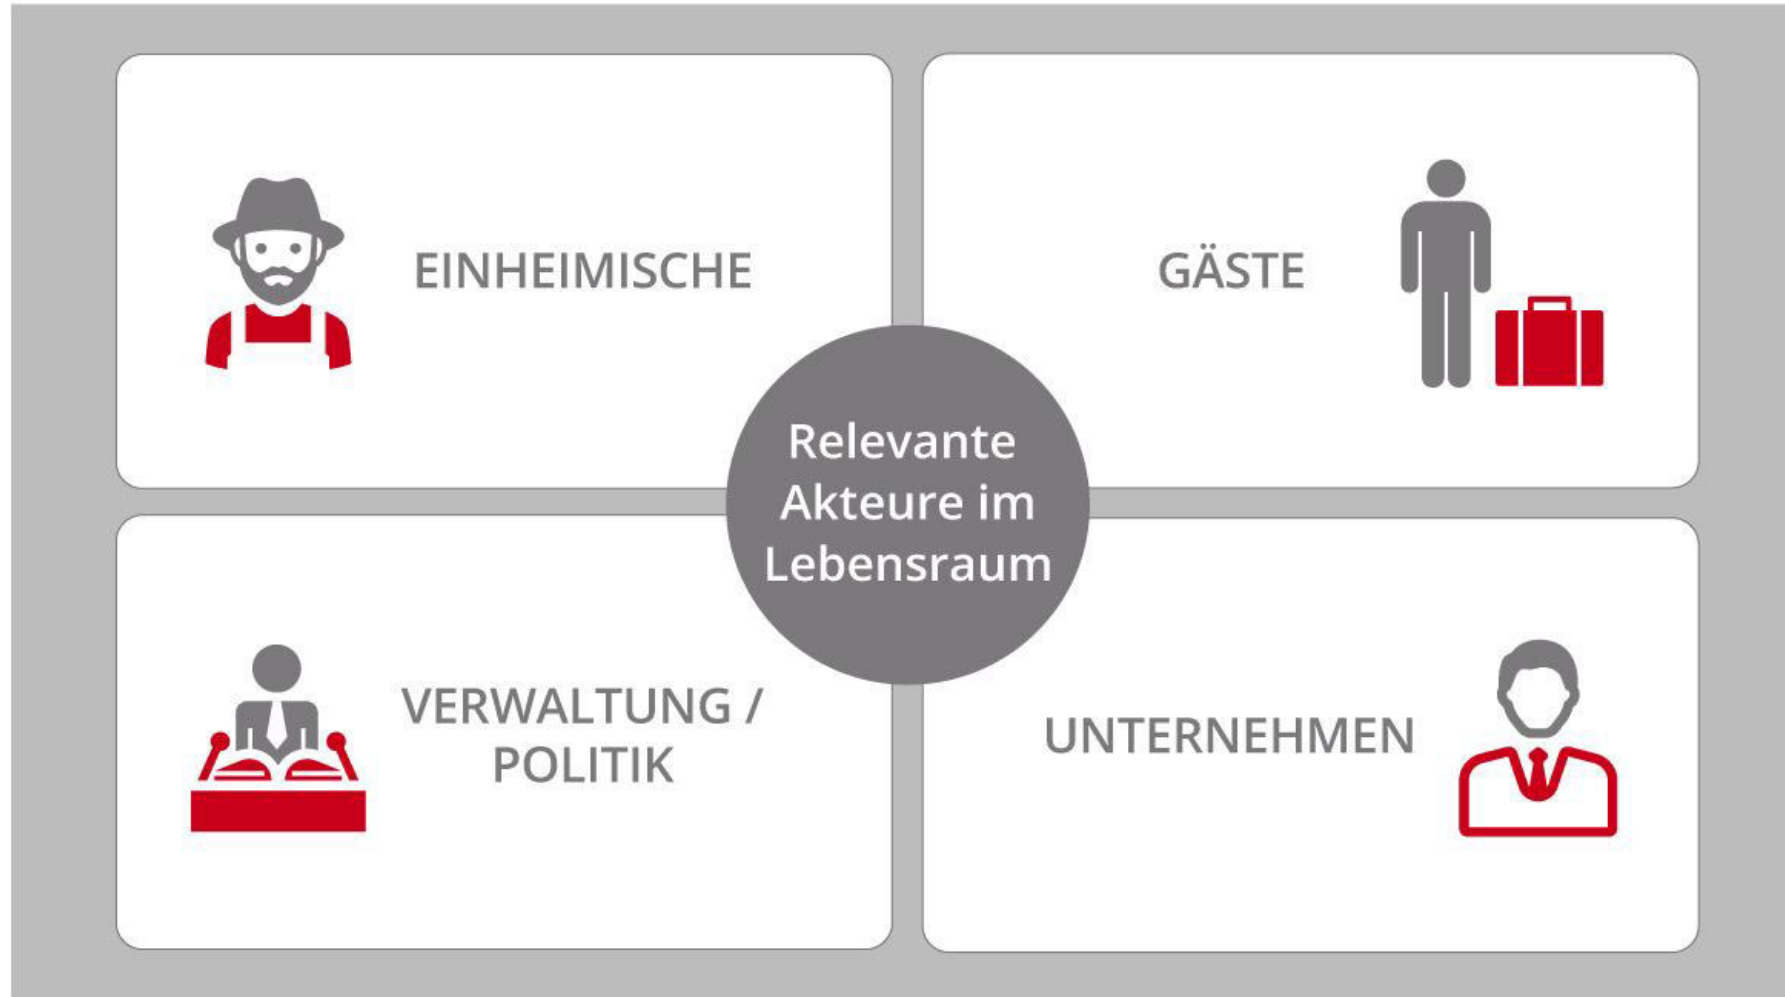 EINHEIMISCHE
GÄSTE
Relevante
Akteure im
Lebensraum
VERWALTUNG /
POLITIK
UNTERNEHMEN